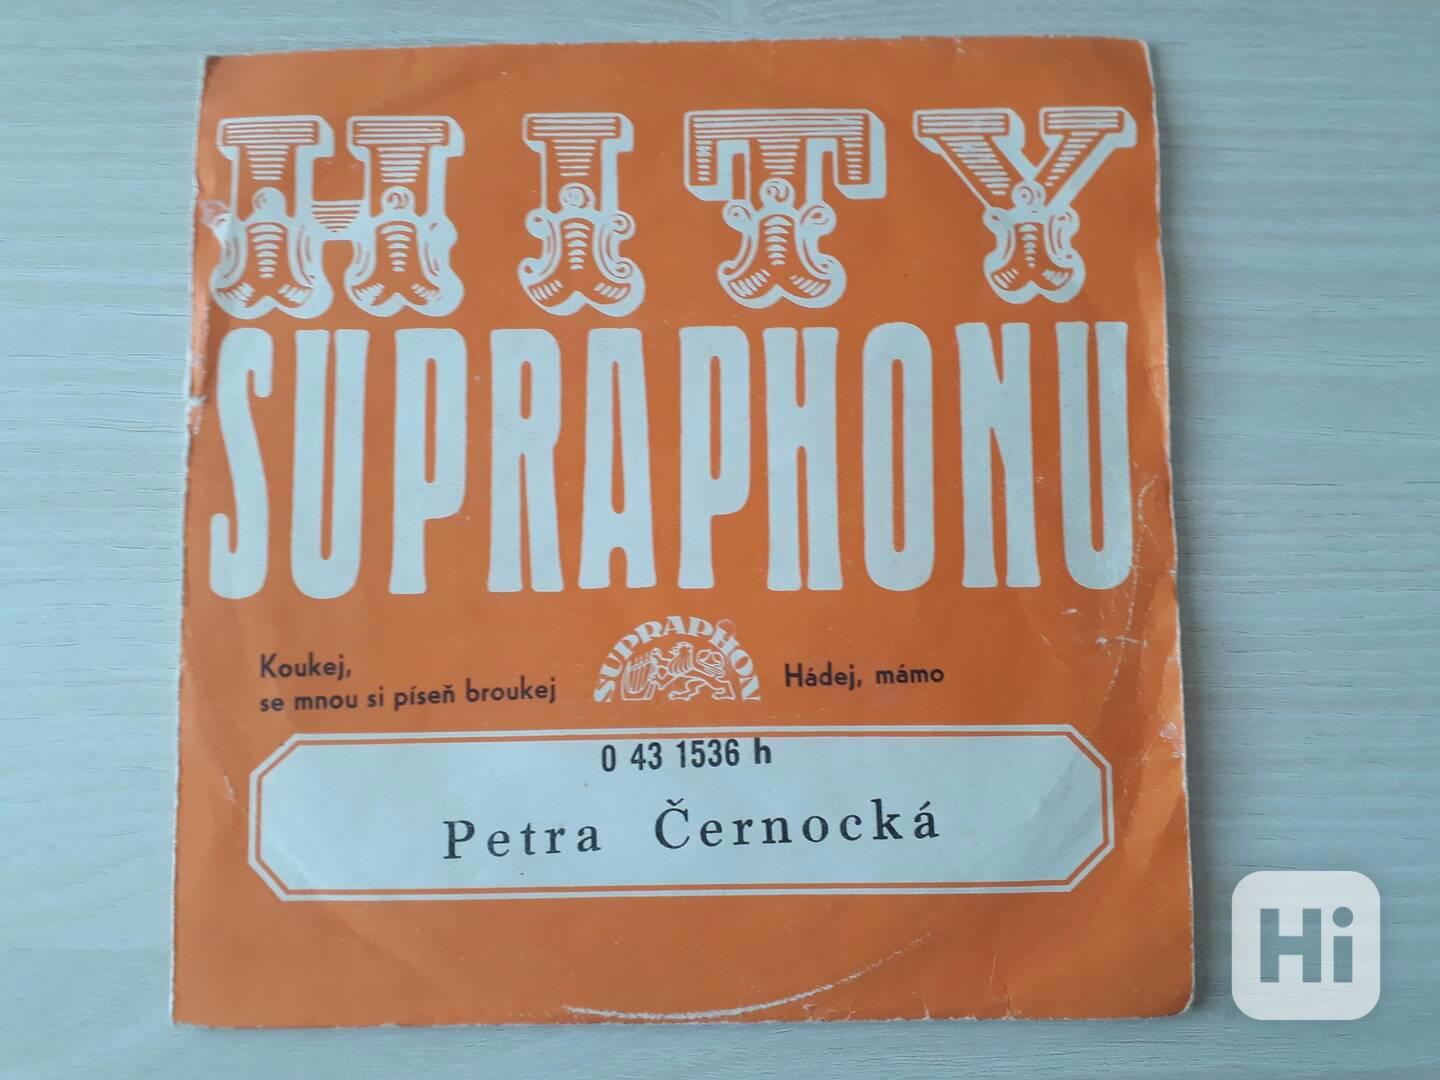 HITY
SUPRAPHONU
Koukej,
se mnou si píseň broukej
SUPRAPHON
Hádej, mámo
0 43 1536 h
Petra Černocká
Hi